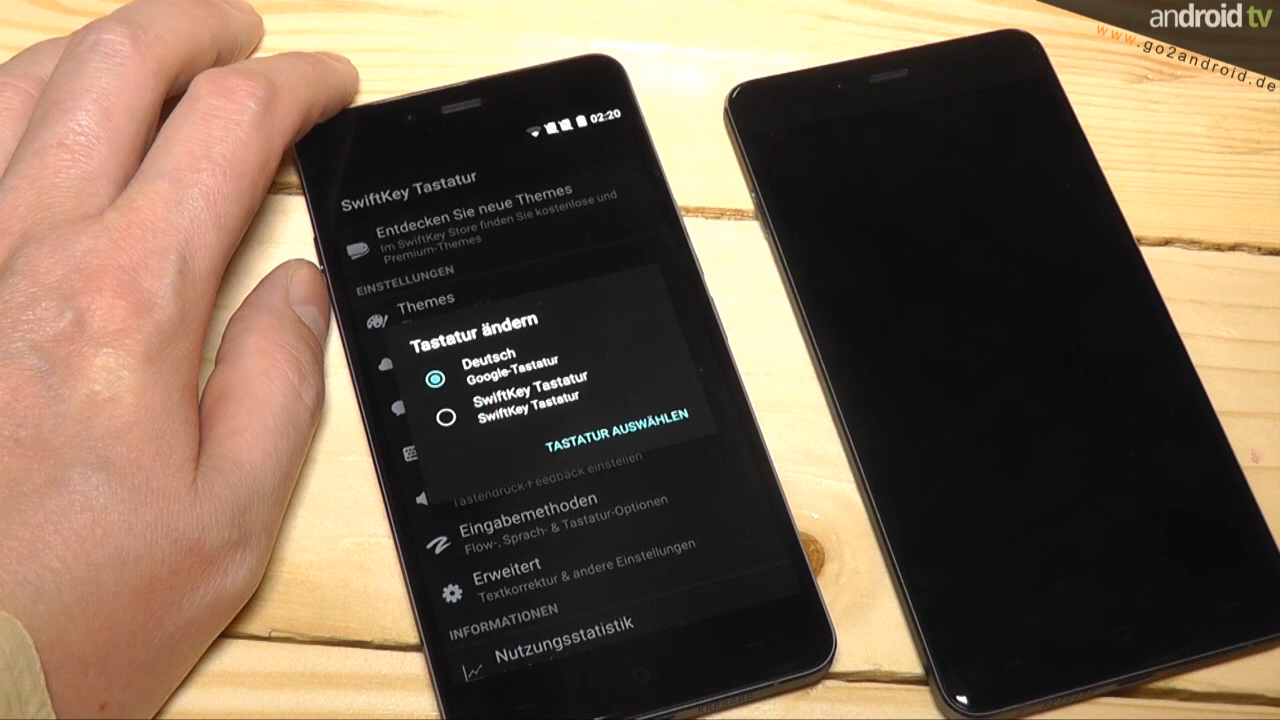 android tv
www.go2android.de
02:20
SwiftKey Tastatur
Entdecken Sie neue Themes
Im SwiftKey Store finden Sie kostenlose und
Premium-Themes
EINSTELLUNGEN
Themes
Tastatur ändern
Deutsch
Google-Tastatur
SwiftKey Tastatur
SwiftKey Tastatur
TASTATUR AUSWÄHLEN
Tastendruck-Feedback einstellen
Eingabemethoden
Flow-, Sprach- & Tastatur-Optionen
Erweitert
Textkorrektur & andere Einstellungen
INFORMATIONEN
Nutzungsstatistik